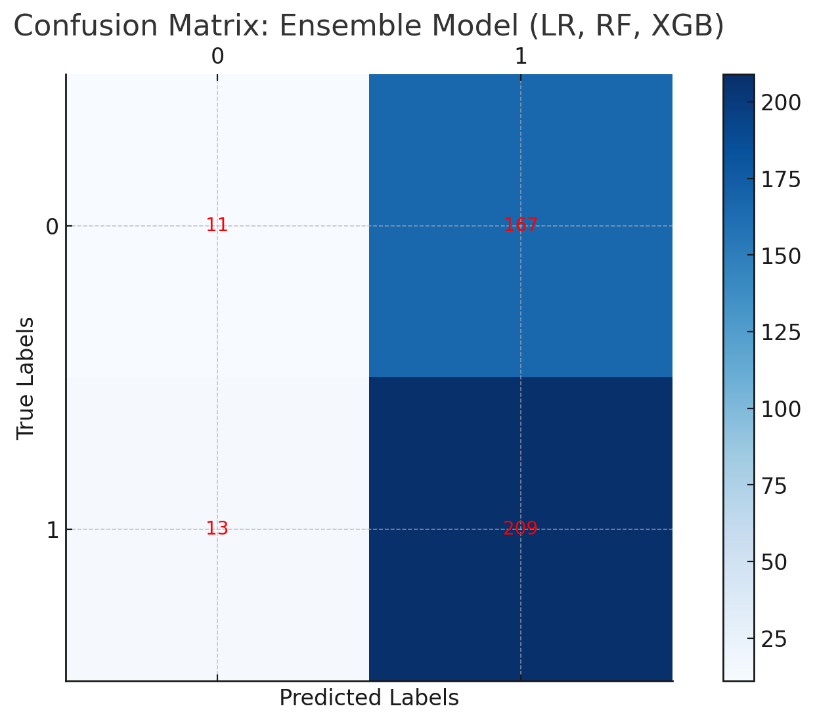 Confusion Matrix: Ensemble Model (LR, RF, XGB)
0 1
200
175
0 11 167
150
125
True Labels
100
75
1 13 209
50
25
Predicted Labels